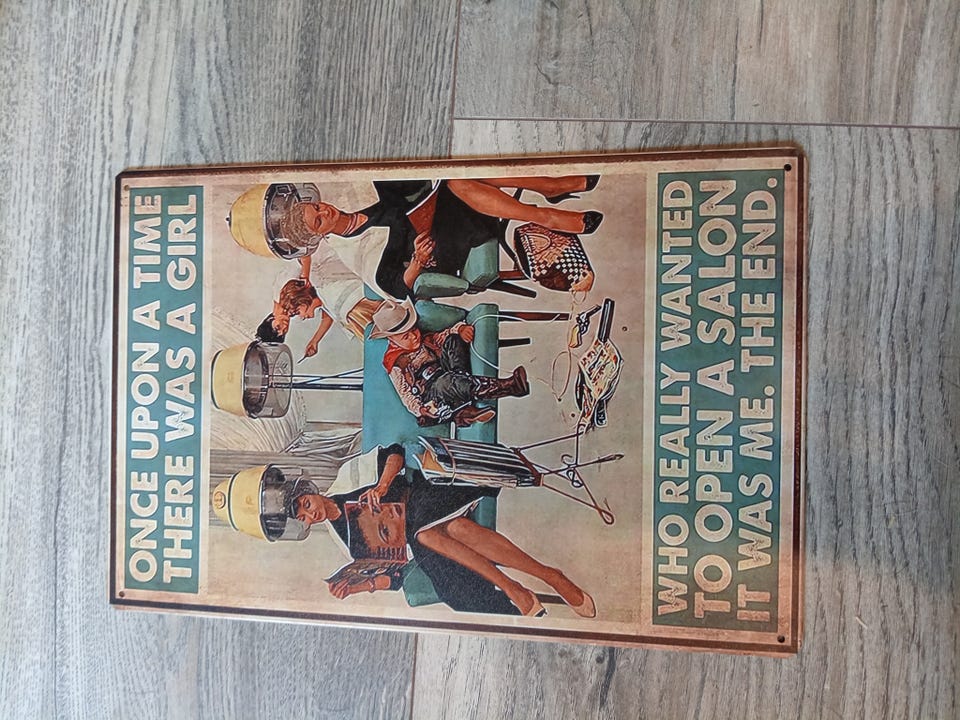 ONCE UPON A TIME
THERE WAS A GIRL
WHO REALLY WANTED
TO OPEN A SALON
IT WAS ME. THE END.